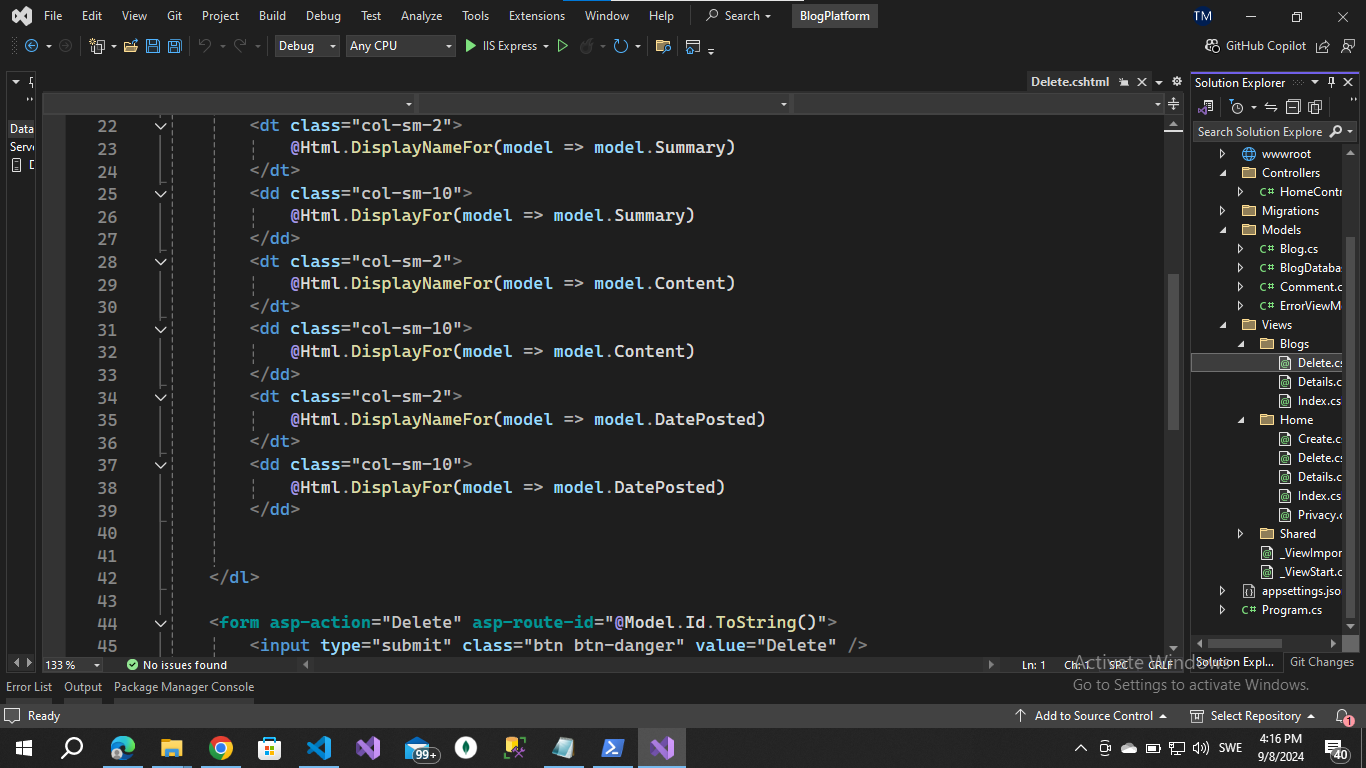 File Edit View Git Project Build Debug Test Analyze Tools Extensions Window Help Search BlogPlatform TM
Debug Any CPU IIS Express GitHub Copilot
Delete.cshtml
Solution Explorer
Data
Serv
Search Solution Explore
22 <dt class="col-sm-2">
23 @Html.DisplayNameFor(model => model.Summary)
24 </dt>
25 <dd class="col-sm-10">
26 @Html.DisplayFor(model => model.Summary)
27 </dd>
28 <dt class="col-sm-2">
29 @Html.DisplayNameFor(model => model.Content)
30 </dt>
31 <dd class="col-sm-10">
32 @Html.DisplayFor(model => model.Content)
33 </dd>
34 <dt class="col-sm-2">
35 @Html.DisplayNameFor(model => model.DatePosted)
36 </dt>
37 <dd class="col-sm-10">
38 @Html.DisplayFor(model => model.DatePosted)
39 </dd>
40
41
42 </dl>
43
44 <form asp-action="Delete" asp-route-id="@Model.Id.ToString()">
45 <input type="submit" class="btn btn-danger" value="Delete" />
wwwroot
Controllers
C# HomeContr
Migrations
Models
C# Blog.cs
C# BlogDataba
C# Comment.c
C# ErrorViewM
Views
Blogs
Delete.cs
Details.c
Index.cs
Home
Create.c
Delete.cs
Details.c
Index.cs
Privacy.c
Shared
_ViewImpor
_ViewStart.c
appsettings.jso
C# Program.cs
133 % No issues found Ln: 1 Ch: 1 SPC CRLF
Solution Expl... Git Changes
Activate Windows
Go to Settings to activate Windows.
Error List Output Package Manager Console
Ready Add to Source Control Select Repository 1
99+ SWE 4:16 PM
9/8/2024
40